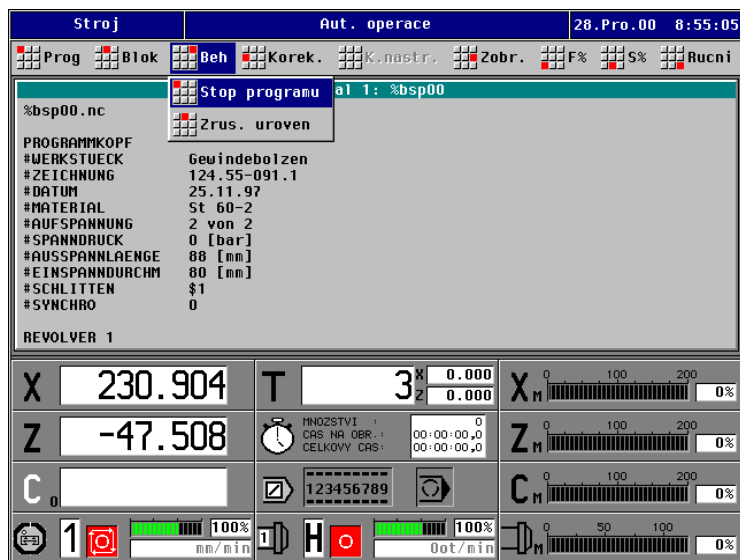 Stroj Aut. operace 28.Pro.00 8:55:05
Prog Blok Beh Korek. K.nastr. Zobr. F% S% Rucni
al 1: %bsp00
Stop programu
Zrus. uroven
%bsp00.nc
PROGRAMMKOPF
#WERKSTUECK Gewindebolzen
#ZEICHNUNG 124.55-091.1
#DATUM 25.11.97
#MATERIAL St 60-2
#AUFSPANNUNG 2 von 2
#SPANNDRUCK 0 [bar]
#AUSSPANNLAENGE 88 [mm]
#EINSPANNDURCHM 80 [mm]
#SCHLITTEN $1
#SYNCHRO 0
REVOLVER 1
X 230.904 T 3 X 0.000 Z 0.000 X M 0 100 200 0%
Z -47.508 MNOZSTVI : 0
CAS NA OBR.: 00:00:00,0
CELKOVY CAS: 00:00:00,0
Z M 0 100 200 0%
C 0 123456789 C M 0 100 200 0%
1 100% mm/min 1 H 100% Oot/min M 0 50 100 0%